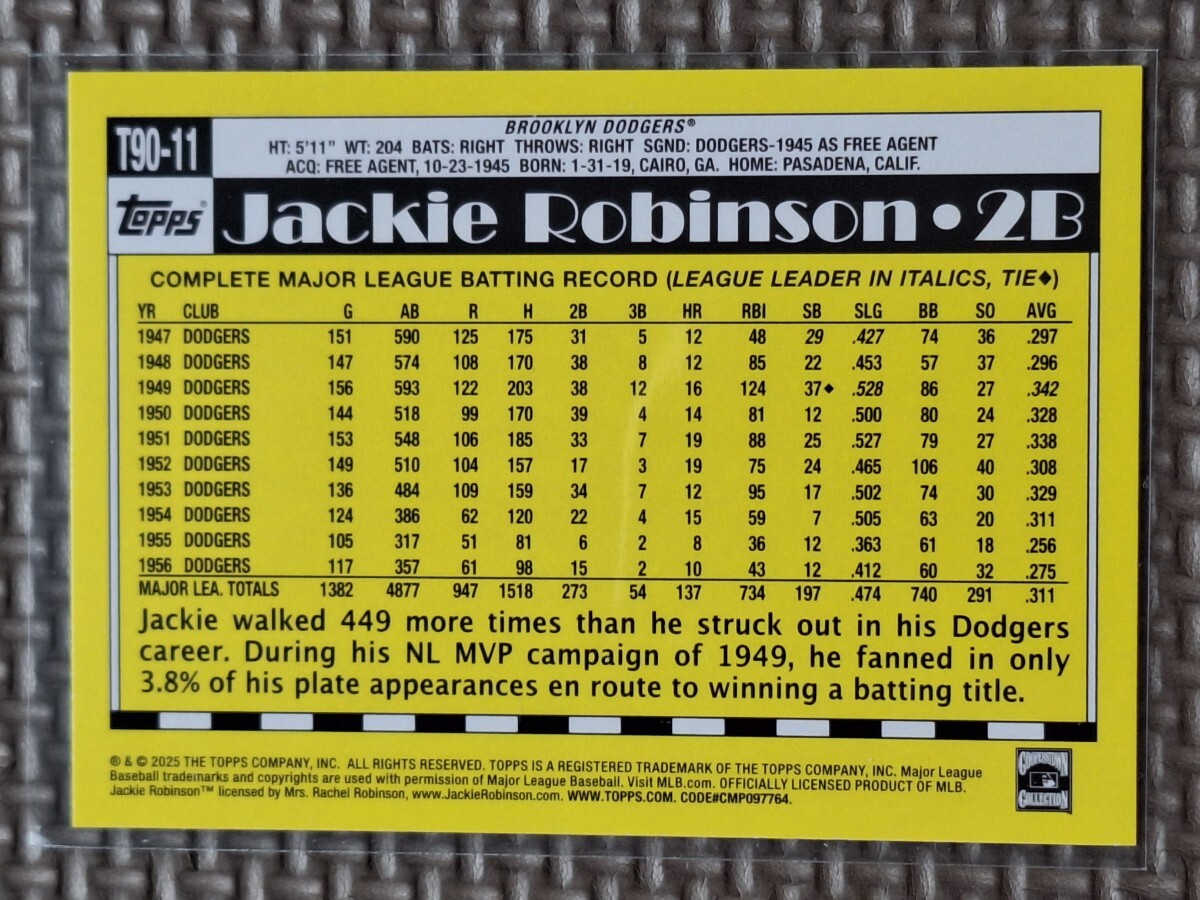 T90-11
BROOKLYN DODGERS®
HT: 5'11" WT: 204 BATS: RIGHT THROWS: RIGHT SGND: DODGERS-1945 AS FREE AGENT
ACQ: FREE AGENT, 10-23-1945 BORN: 1-31-19, CAIRO, GA. HOME: PASADENA, CALIF.
Topps® Jackie Robinson • 2B
COMPLETE MAJOR LEAGUE BATTING RECORD (LEAGUE LEADER IN ITALICS, TIE♦)
YR CLUB G AB R H 2B 3B HR RBI SB SLG BB SO AVG
1947 DODGERS 151 590 125 175 31 5 12 48 29 .427 74 36 .297
1948 DODGERS 147 574 108 170 38 8 12 85 22 .453 57 37 .296
1949 DODGERS 156 593 122 203 38 12 16 124 37♦ .528 86 27 .342
1950 DODGERS 144 518 99 170 39 4 14 81 12 .500 80 24 .328
1951 DODGERS 153 548 106 185 33 7 19 88 25 .527 79 27 .338
1952 DODGERS 149 510 104 157 17 3 19 75 24 .465 106 40 .308
1953 DODGERS 136 484 109 159 34 7 12 95 17 .502 74 30 .329
1954 DODGERS 124 386 62 120 22 4 15 59 7 .505 63 20 .311
1955 DODGERS 105 317 51 81 6 2 8 36 12 .363 61 18 .256
1956 DODGERS 117 357 61 98 15 2 10 43 12 .412 60 32 .275
MAJOR LEA. TOTALS 1382 4877 947 1518 273 54 137 734 197 .474 740 291 .311
Jackie walked 449 more times than he struck out in his Dodgers
career. During his NL MVP campaign of 1949, he fanned in only
3.8% of his plate appearances en route to winning a batting title.
® & © 2025 THE TOPPS COMPANY, INC. ALL RIGHTS RESERVED. TOPPS IS A REGISTERED TRADEMARK OF THE TOPPS COMPANY, INC. Major League
Baseball trademarks and copyrights are used with permission of Major League Baseball. Visit MLB.com. OFFICIALLY LICENSED PRODUCT OF MLB.
Jackie Robinson™ licensed by Mrs. Rachel Robinson, www.JackieRobinson.com. WWW.TOPPS.COM. CODE#CMP097764.
COOPERSTOWN
COLLECTION